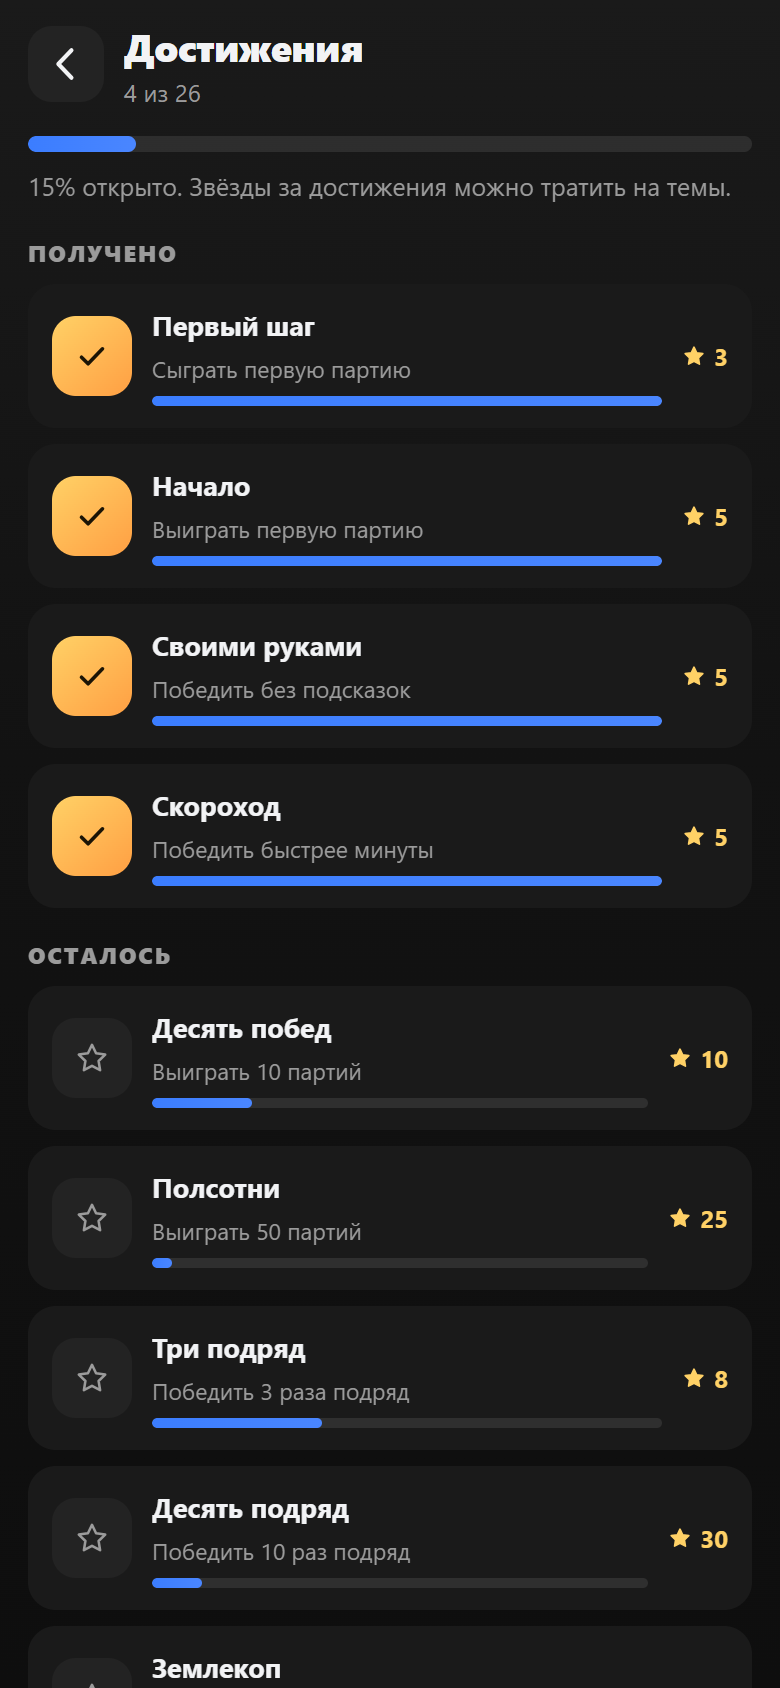 Достижения
4 из 26
15% открыто. Звёзды за достижения можно тратить на темы.
ПОЛУЧЕНО
Первый шаг
Сыграть первую партию
3
Начало
Выиграть первую партию
5
Своими руками
Победить без подсказок
5
Скороход
Победить быстрее минуты
5
ОСТАЛОСЬ
Десять побед
Выиграть 10 партий
10
Полсотни
Выиграть 50 партий
25
Три подряд
Победить 3 раза подряд
8
Десять подряд
Победить 10 раз подряд
30
Землекоп